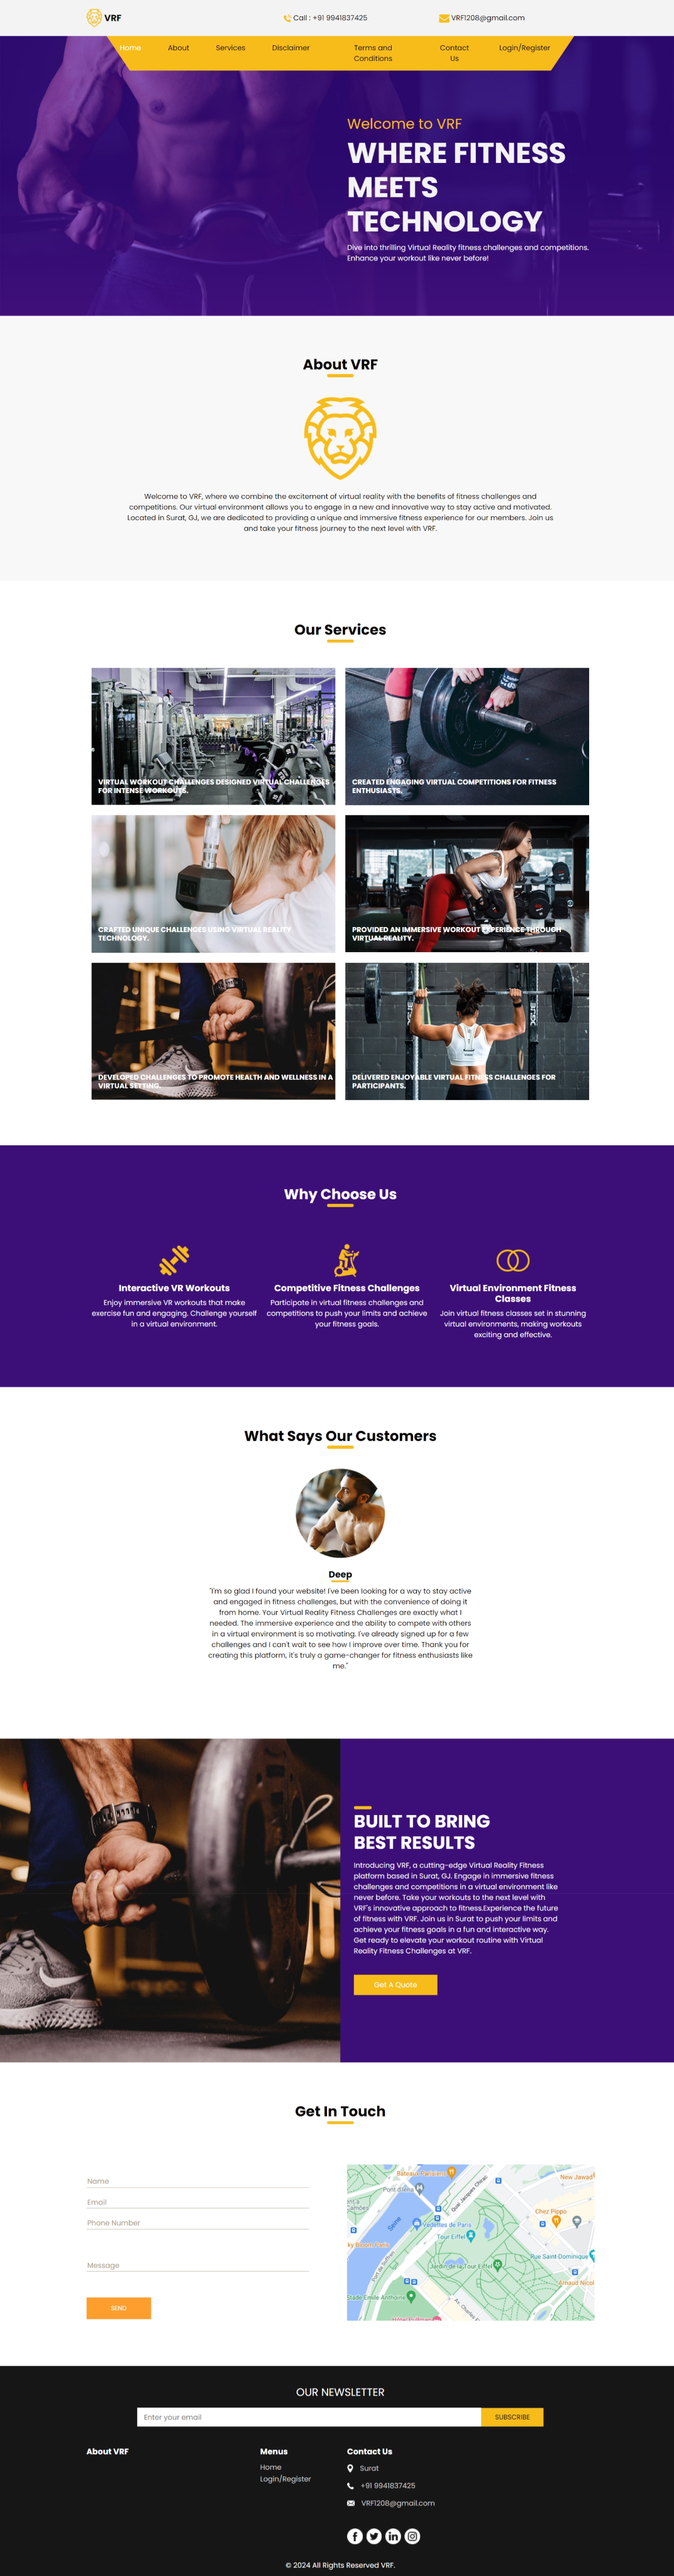 VRF
Call : +91 9941837425
VRF1208@gmail.com
Home
About
Services
Disclaimer
Terms and
Conditions
Contact
Us
Login/Register
Welcome to VRF
WHERE FITNESS
MEETS
TECHNOLOGY
Dive into thrilling Virtual Reality fitness challenges and competitions.
Enhance your workout like never before!
About VRF
Welcome to VRF, where we combine the excitement of virtual reality with the benefits of fitness challenges and
competitions. Our virtual environment allows you to engage in a new and innovative way to stay active and motivated.
Located in Surat, GJ, we are dedicated to providing a unique and immersive fitness experience for our members. Join us
and take your fitness journey to the next level with VRF.
Our Services
VIRTUAL WORKOUT CHALLENGES DESIGNED VIRTUAL CHALLENGES
FOR INTENSE WORKOUTS.
CREATED ENGAGING VIRTUAL COMPETITIONS FOR FITNESS
ENTHUSIASTS.
CRAFTED UNIQUE CHALLENGES USING VIRTUAL REALITY
TECHNOLOGY.
PROVIDED AN IMMERSIVE WORKOUT EXPERIENCE THROUGH
VIRTUAL REALITY.
DEVELOPED CHALLENGES TO PROMOTE HEALTH AND WELLNESS IN A
VIRTUAL SETTING.
DELIVERED ENJOYABLE VIRTUAL FITNESS CHALLENGES FOR
PARTICIPANTS.
Why Choose Us
Interactive VR Workouts
Enjoy immersive VR workouts that make
exercise fun and engaging. Challenge yourself
in a virtual environment.
Competitive Fitness Challenges
Participate in virtual fitness challenges and
competitions to push your limits and achieve
your fitness goals.
Virtual Environment Fitness
Classes
Join virtual fitness classes set in stunning
virtual environments, making workouts
exciting and effective.
What Says Our Customers
Deep
"I'm so glad I found your website! I've been looking for a way to stay active
and engaged in fitness challenges, but with the convenience of doing it
from home. Your Virtual Reality Fitness Challenges are exactly what I
needed. The immersive experience and the ability to compete with others
in a virtual environment is so motivating. I've already signed up for a few
challenges and I can't wait to see how I improve over time. Thank you for
creating this platform, it's truly a game-changer for fitness enthusiasts like
me."
BUILT TO BRING
BEST RESULTS
Introducing VRF, a cutting-edge Virtual Reality Fitness
platform based in Surat, GJ. Engage in immersive fitness
challenges and competitions in a virtual environment like
never before. Take your workouts to the next level with
VRF's innovative approach to fitness.Experience the future
of fitness with VRF. Join us in Surat to push your limits and
achieve your fitness goals in a fun and interactive way.
Get ready to elevate your workout routine with Virtual
Reality Fitness Challenges at VRF.
Get A Quote
Get In Touch
Name
Email
Phone Number
Message
SEND
Bateaux Parisiens
New Jawad
Pont d'Iéna
Quai Jacques Chirac
Chez Pippo
Seine
Vedettes de Paris
Tour Eiffel
Rue Saint-Dominique
Jardin de la Tour Eiffel
Port de Suffren
Amaud Nicol
Stade Emile Anthoine
Av. Charles
Hôtel Pullman
OUR NEWSLETTER
Enter your email
SUBSCRIBE
About VRF
Menus
Home
Login/Register
Contact Us
Surat
+91 9941837425
VRF1208@gmail.com
© 2024 All Rights Reserved VRF.